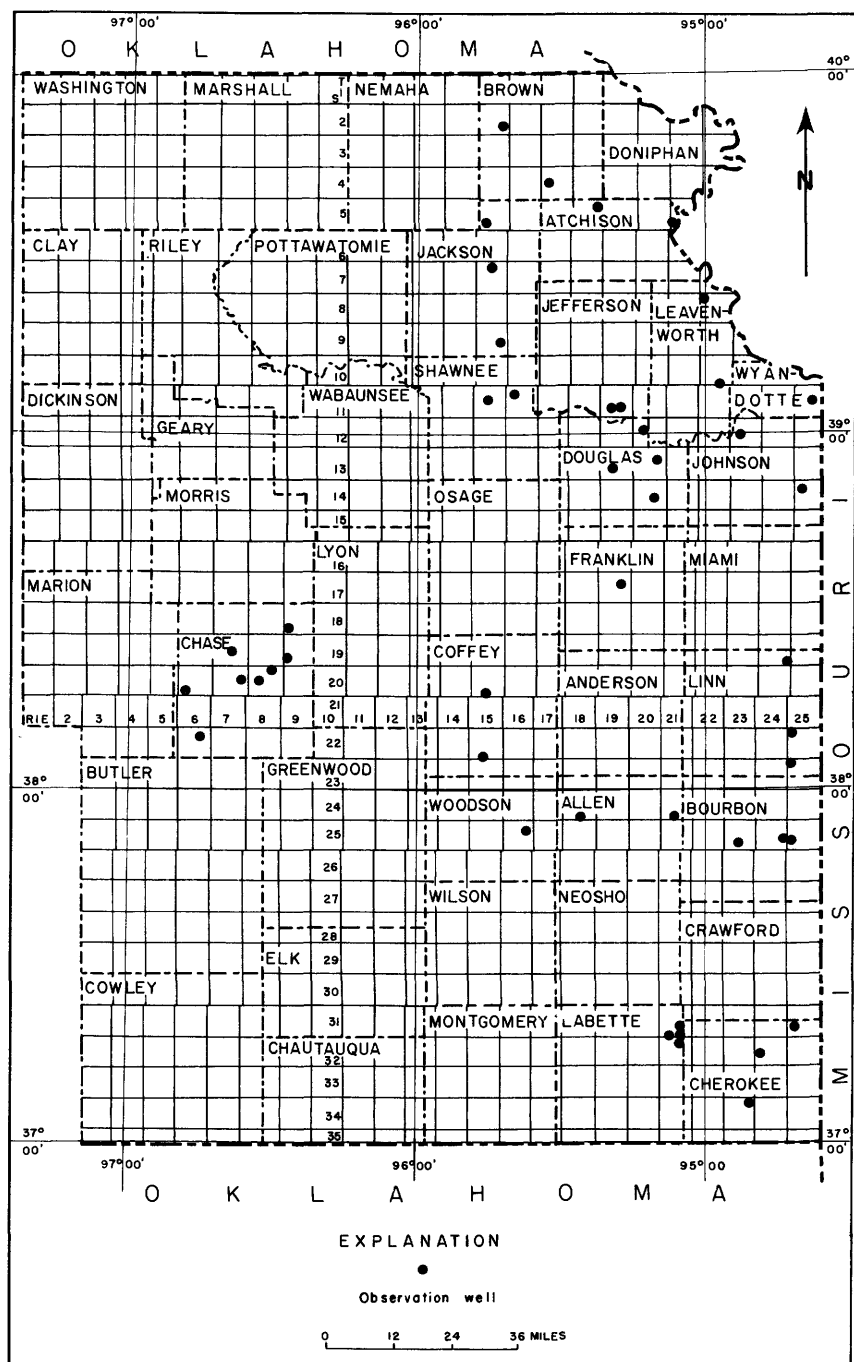 97° 00' 96° 00' 95° 00'
O K L A H O M A
40° 00'
WASHINGTON MARSHALL NEMAHA BROWN
T
S
1
2
3
DONIPHAN
N
4
5
ATCHISON
CLAY RILEY POTTAWATOMIE JACKSON
6
7
JEFFERSON LEAVEN-
WORTH
8
9
SHAWNEE
10
WYAN-
DOTTE
DICKINSON WABAUNSEE
11
GEARY
39° 00'
12
DOUGLAS JOHNSON
13
MORRIS OSAGE
14
15
LYON
16
FRANKLIN MIAMI
MARION
17
18
CHASE
19
COFFEY
20
ANDERSON LINN
21
RIE 2 3 4 5 6 7 8 9 10 11 12 13 14 15 16 17 18 19 20 21 22 23 24 25
22
BUTLER GREENWOOD
23
38° 00'
WOODSON ALLEN BOURBON
24
25
26
WILSON NEOSHO
27
CRAWFORD
28
ELK
29
COWLEY
30
MONTGOMERY LABETTE
31
CHAUTAUQUA
32
CHEROKEE
33
34
35
37° 00'
M I S S O U R I
97° 00' 96° 00' 95° 00'
O K L A H O M A
EXPLANATION
Observation well
0 12 24 36 MILES